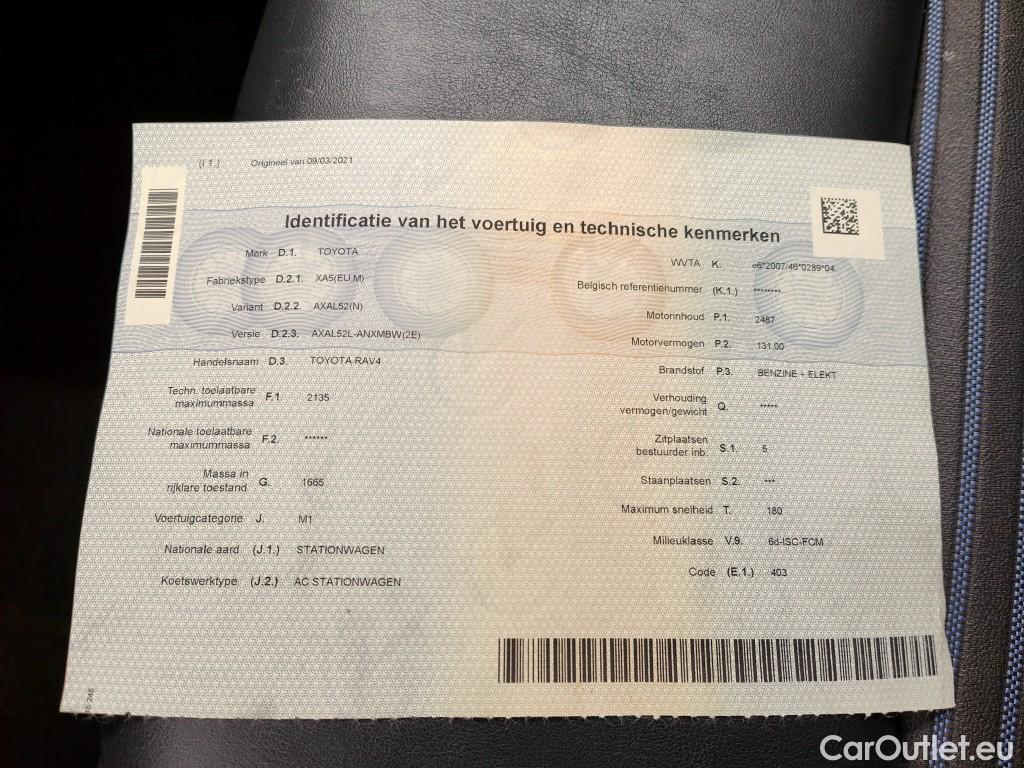 (I.1.) Origineel van 09/03/2021
Identificatie van het voertuig en technische kenmerken
Merk D.1. TOYOTA
Fabriekstype D.2.1. XA5(EU,M)
Variant D.2.2. AXAL52(N)
Versie D.2.3. AXAL52L-ANXMBW(2E)
Handelsnaam D.3. TOYOTA RAV4
Techn. toelaatbare
maximummassa F.1. 2135
Nationale toelaatbare
maximummassa F.2. ******
Massa in
rijklare toestand G. 1665
Voertuigcategorie J. M1
Nationale aard (J.1.) STATIONWAGEN
Koetswerktype (J.2.) AC STATIONWAGEN
WVTA K. e6*2007/46*0289*04
Belgisch referentienummer (K.1.) ********
Motorinhoud P.1. 2487
Motorvermogen P.2. 131.00
Brandstof P.3. BENZINE + ELEKT
Verhouding
vermogen/gewicht Q. *****
Zitplaatsen
bestuurder inb. S.1. 5
Staanplaatsen S.2. ***
Maximum snelheid T. 180
Milieuklasse V.9. 6d-ISC-FCM
Code (E.1.) 403
CarOutlet.eu